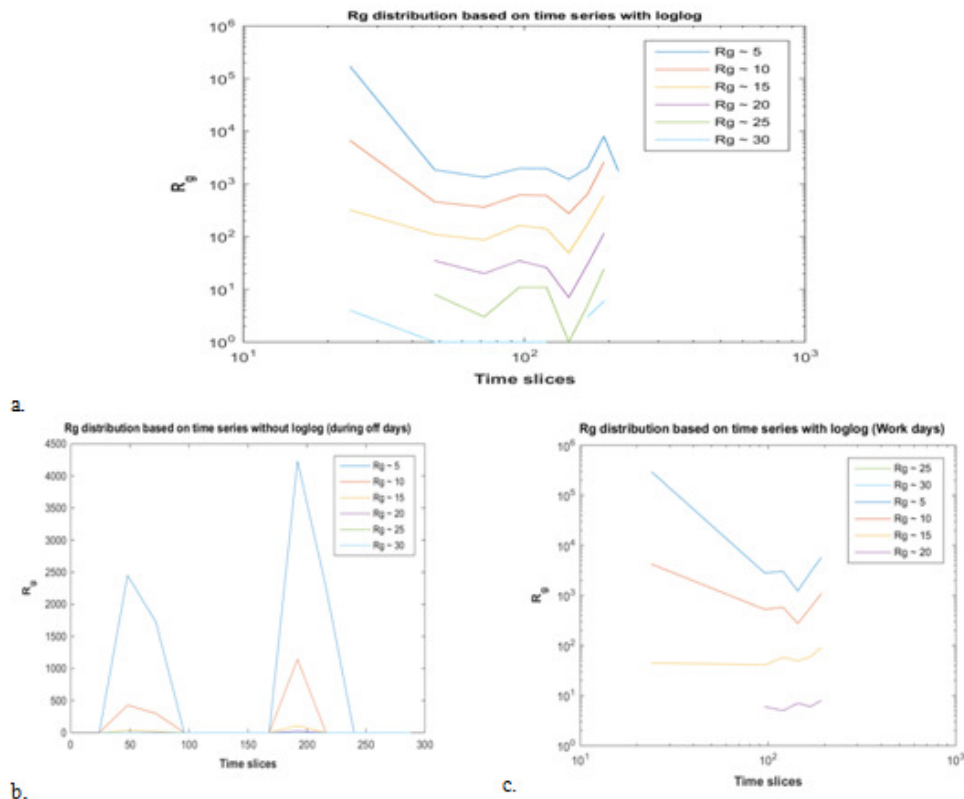 Rg distribution based on time series with loglog
10^6
10^5
10^4
10^3
10^2
10^1
10^0
R_g
Rg ~ 5
Rg ~ 10
Rg ~ 15
Rg ~ 20
Rg ~ 25
Rg ~ 30
10^1
10^2
10^3
Time slices
a.
Rg distribution based on time series without loglog (during off days)
4500
4000
3500
3000
2500
2000
1500
1000
500
0
R_g
Rg ~ 5
Rg ~ 10
Rg ~ 15
Rg ~ 20
Rg ~ 25
Rg ~ 30
0
50
100
150
200
250
300
Time slices
b.
Rg distribution based on time series with loglog (Work days)
10^6
10^5
10^4
10^3
10^2
10^1
10^0
R_g
Rg ~ 25
Rg ~ 30
Rg ~ 5
Rg ~ 10
Rg ~ 15
Rg ~ 20
10^1
10^2
10^3
Time slices
c.